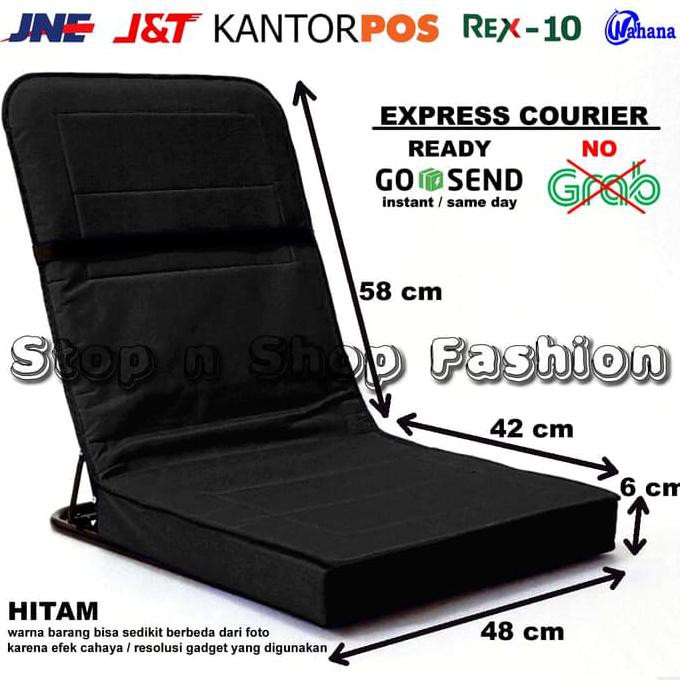 JNE J&T KANTORPOS REX-10 Wahana
EXPRESS COURIER
READY
GO SEND
instant / same day
NO
Grab
58 cm
Stop n Shop Fashion
42 cm
6 cm
48 cm
HITAM
warna barang bisa sedikit berbeda dari foto
karena efek cahaya / resolusi gadget yang digunakan